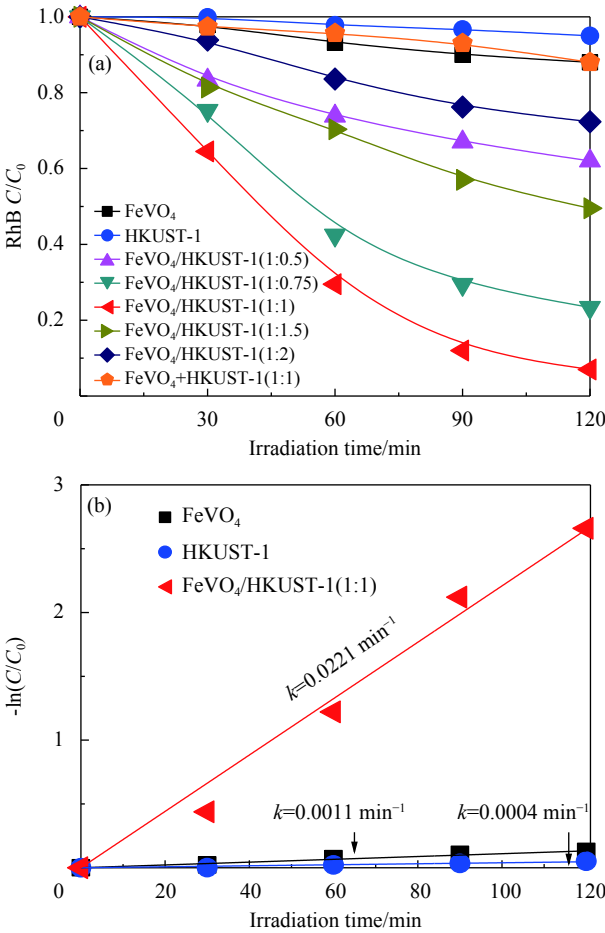 1.0
(a)
0.8
0.6
0.4
0.2
RhB C/C₀
FeVO₄
HKUST-1
FeVO₄/HKUST-1(1:0.5)
FeVO₄/HKUST-1(1:0.75)
FeVO₄/HKUST-1(1:1)
FeVO₄/HKUST-1(1:1.5)
FeVO₄/HKUST-1(1:2)
FeVO₄+HKUST-1(1:1)
0 30 60 90 120
Irradiation time/min
3
(b)
2
1
0
-ln(C/C₀)
FeVO₄
HKUST-1
FeVO₄/HKUST-1(1:1)
k=0.0221 min⁻¹
k=0.0011 min⁻¹
k=0.0004 min⁻¹
0 20 40 60 80 100 120
Irradiation time/min